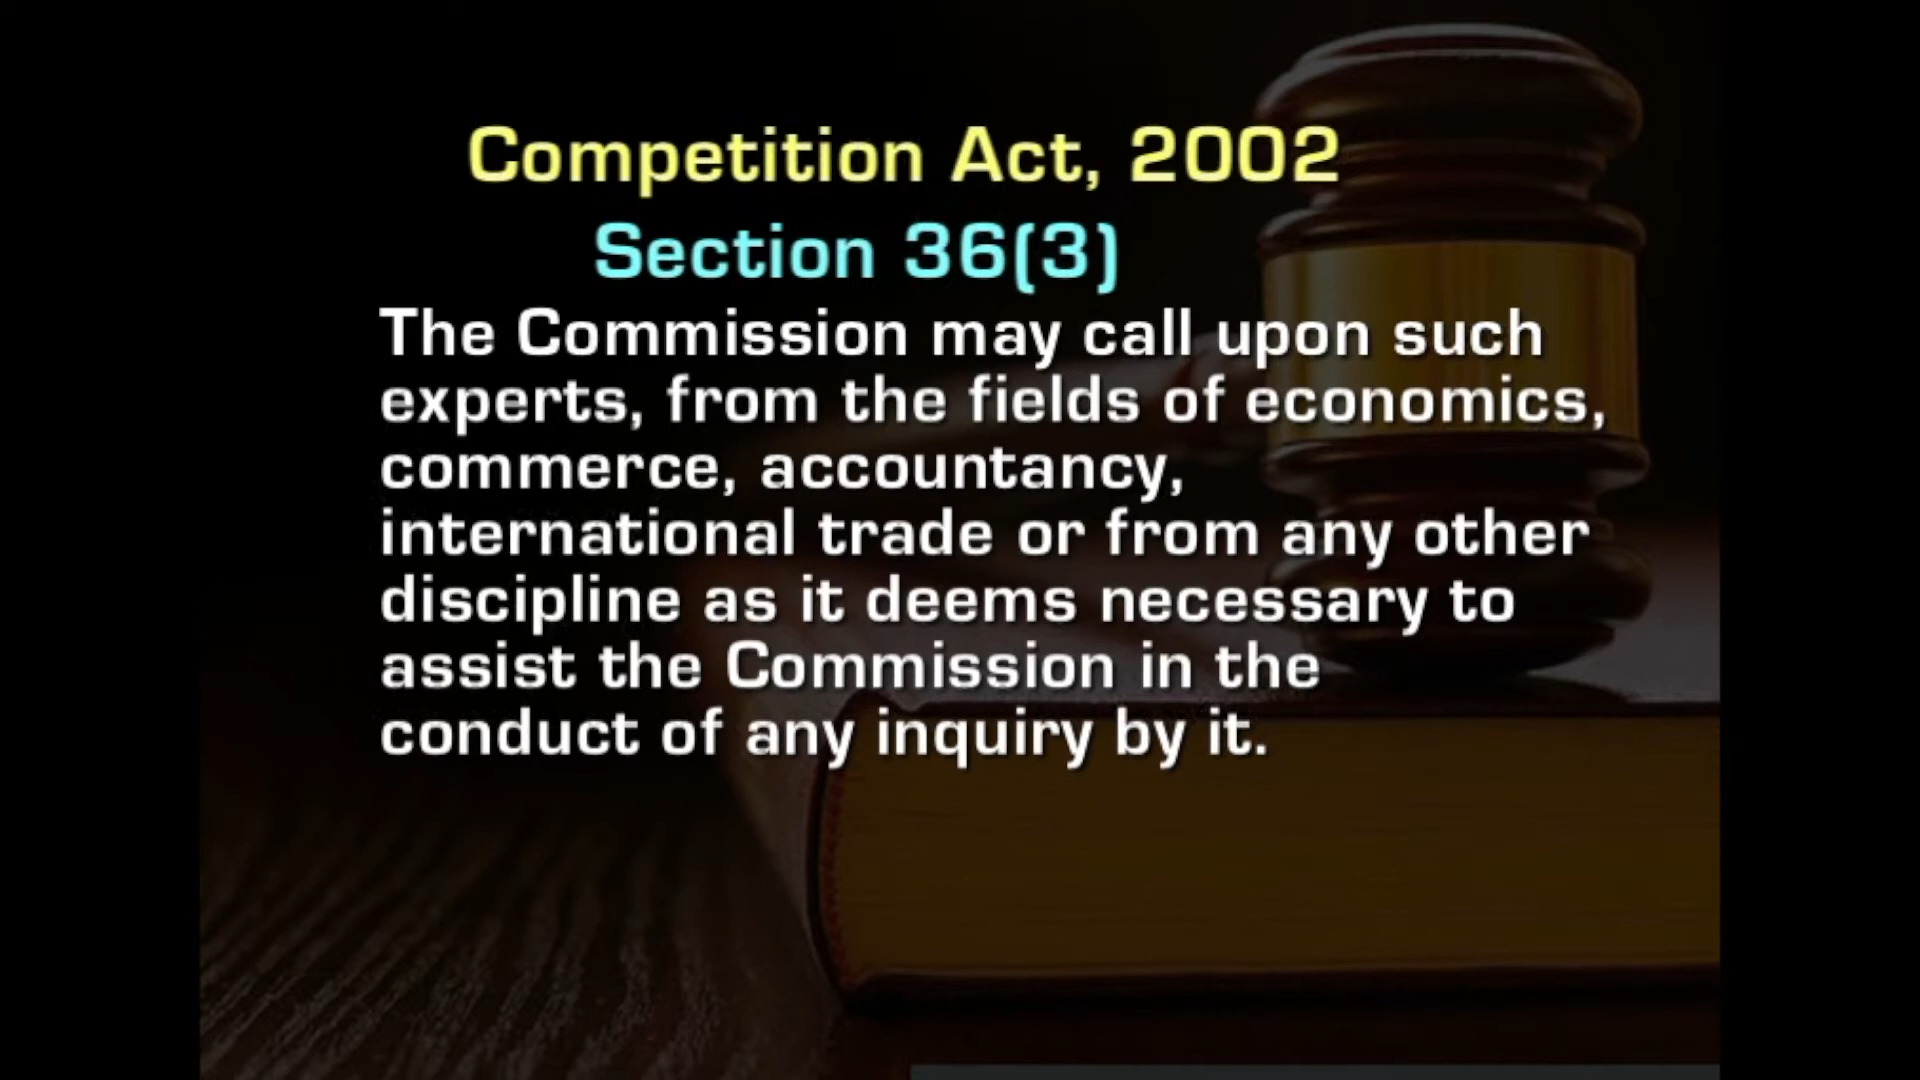 Competition Act, 2002
Section 36(3)
The Commission may call upon such
experts, from the fields of economics,
commerce, accountancy,
international trade or from any other
discipline as it deems necessary to
assist the Commission in the
conduct of any inquiry by it.